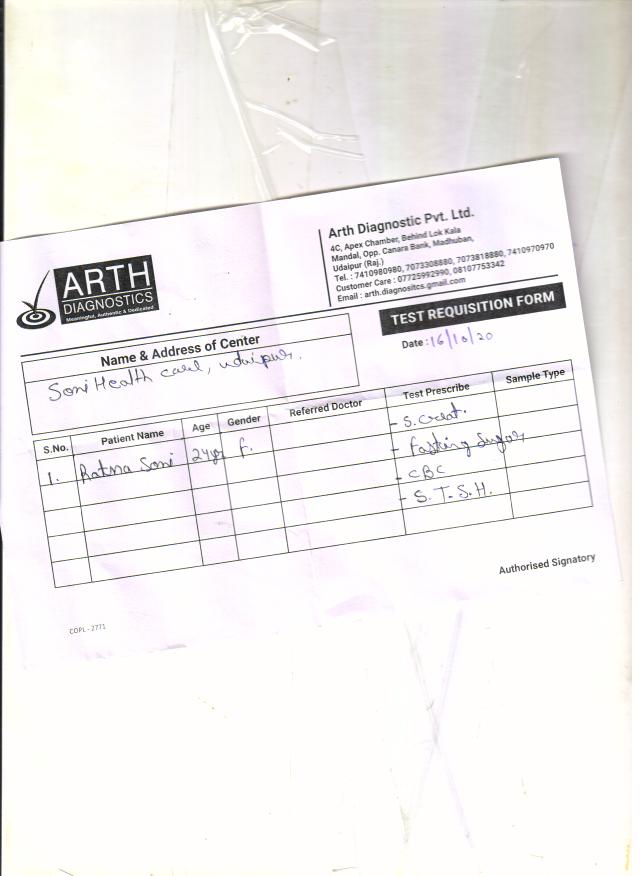 ARTH
DIAGNOSTICS
Meaningful, Authentic & Dedicated
Arth Diagnostic Pvt. Ltd.
4C, Apex Chamber, Behind Lok Kala
Mandal, Opp. Canara Bank, Madhuban,
Udaipur (Raj.)
Tel. : 7410980980, 7073308880, 7073818880, 7410970970
Customer Care : 07725992990, 08107753342
Email : arth.diagnositcs.gmail.com
TEST REQUISITION FORM
Date : 16/10/20
Name & Address of Center
Soni Health care, udaipur.
S.No. Patient Name Age Gender Referred Doctor Test Prescribe Sample Type
1. Ratna Soni 24yr f. - S. Creat.
- fasting Sugar
- CBC
- S.T.S.H.
Authorised Signatory
COPL - 2771